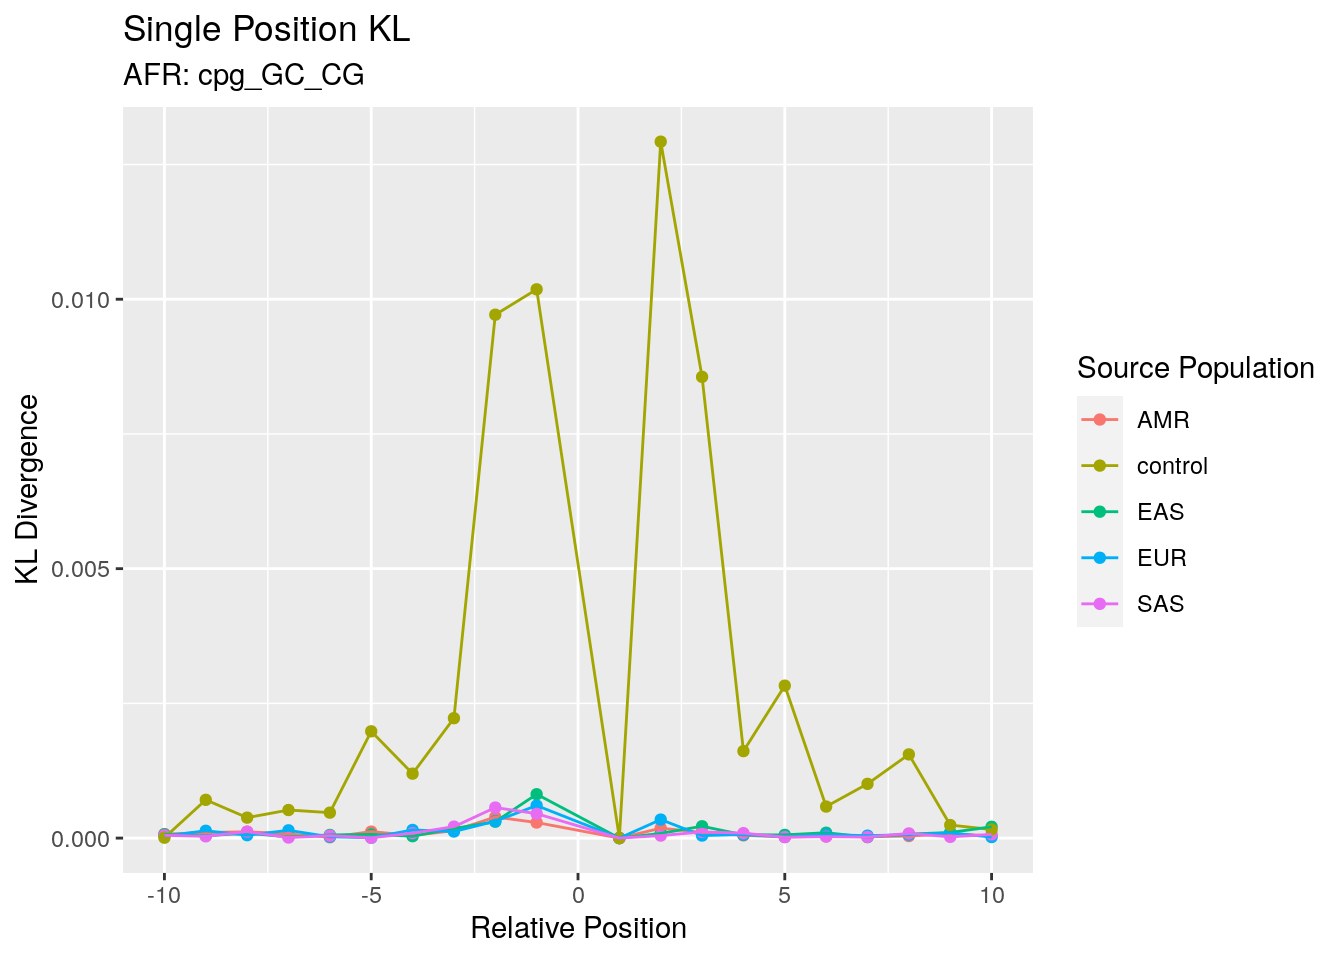 Single Position KL
AFR: cpg_GC_CG
KL Divergence
0.010
0.005
0.000
-10
-5
0
5
10
Relative Position
Source Population
AMR
control
EAS
EUR
SAS